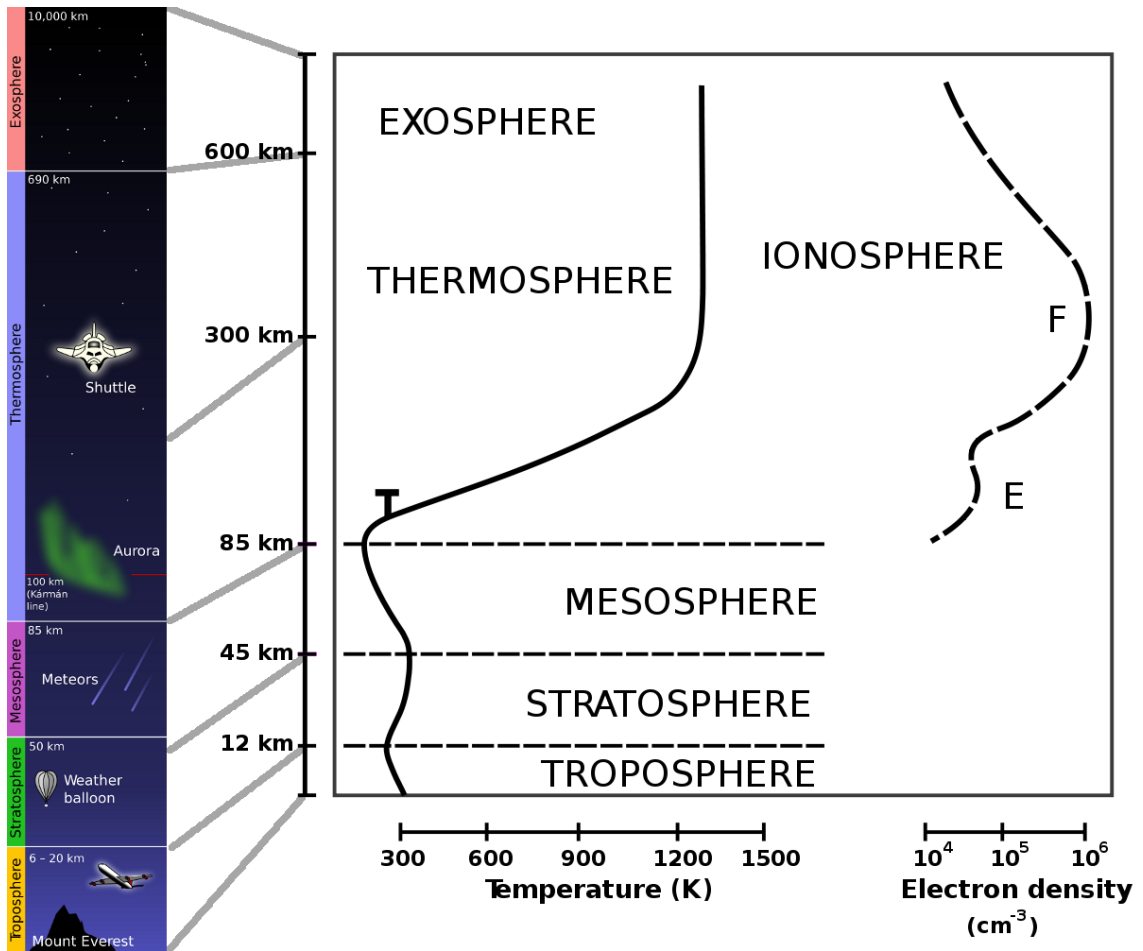 Exosphere
10,000 km
Thermosphere
690 km
Shuttle
Aurora
100 km
(Kármán
line)
Mesosphere
85 km
Meteors
Stratosphere
50 km
Weather
balloon
Troposphere
6 – 20 km
Mount Everest
600 km
300 km
85 km
45 km
12 km
EXOSPHERE
THERMOSPHERE
IONOSPHERE
F
E
T
MESOSPHERE
STRATOSPHERE
TROPOSPHERE
300 600 900 1200 1500
Temperature (K)
10⁴ 10⁵ 10⁶
Electron density
(cm⁻³)